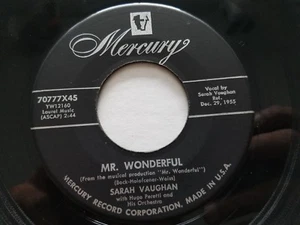 Mercury
70777X45
YW13160
Laurel Music
(ASCAP) 2:44
Vocal by
Sarah Vaughan
Rel.
Dec. 29, 1955
MR. WONDERFUL
(From the musical production "Mr. Wonderful")
(Bock-Holofcener-Weiss)
SARAH VAUGHAN
with Hugo Peretti and
His Orchestra
MERCURY RECORD CORPORATION, MADE IN U.S.A.